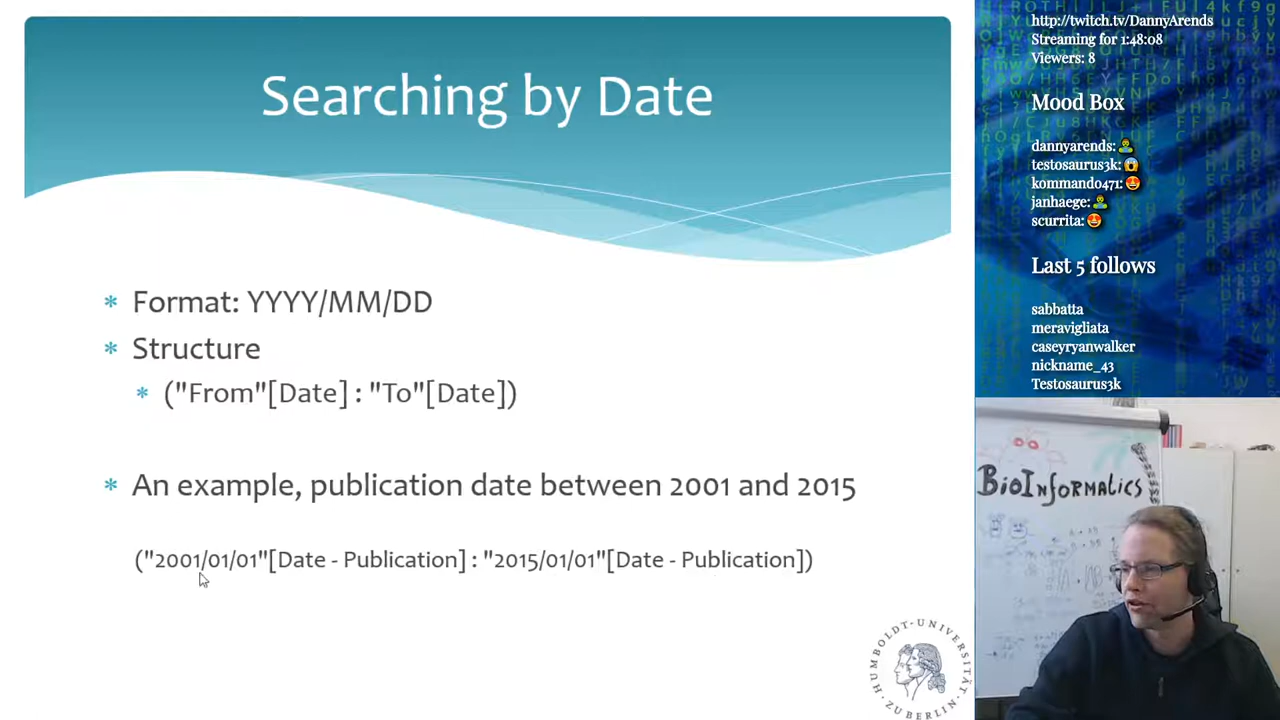 Searching by Date
* Format: YYYY/MM/DD
* Structure
* ("From"[Date] : "To"[Date])
* An example, publication date between 2001 and 2015
("2001/01/01"[Date - Publication] : "2015/01/01"[Date - Publication])
HUMBOLDT-UNIVERSITÄT
ZU BERLIN
http://twitch.tv/DannyArends
Streaming for 1:48:08
Viewers: 8
Mood Box
dannyarends:
testosaurus3k:
kommando471:
janhaege:
scurrita:
Last 5 follows
sabbatta
meravigliata
caseryanwalker
nickname_43
Testosaurus3k
BioInformatics